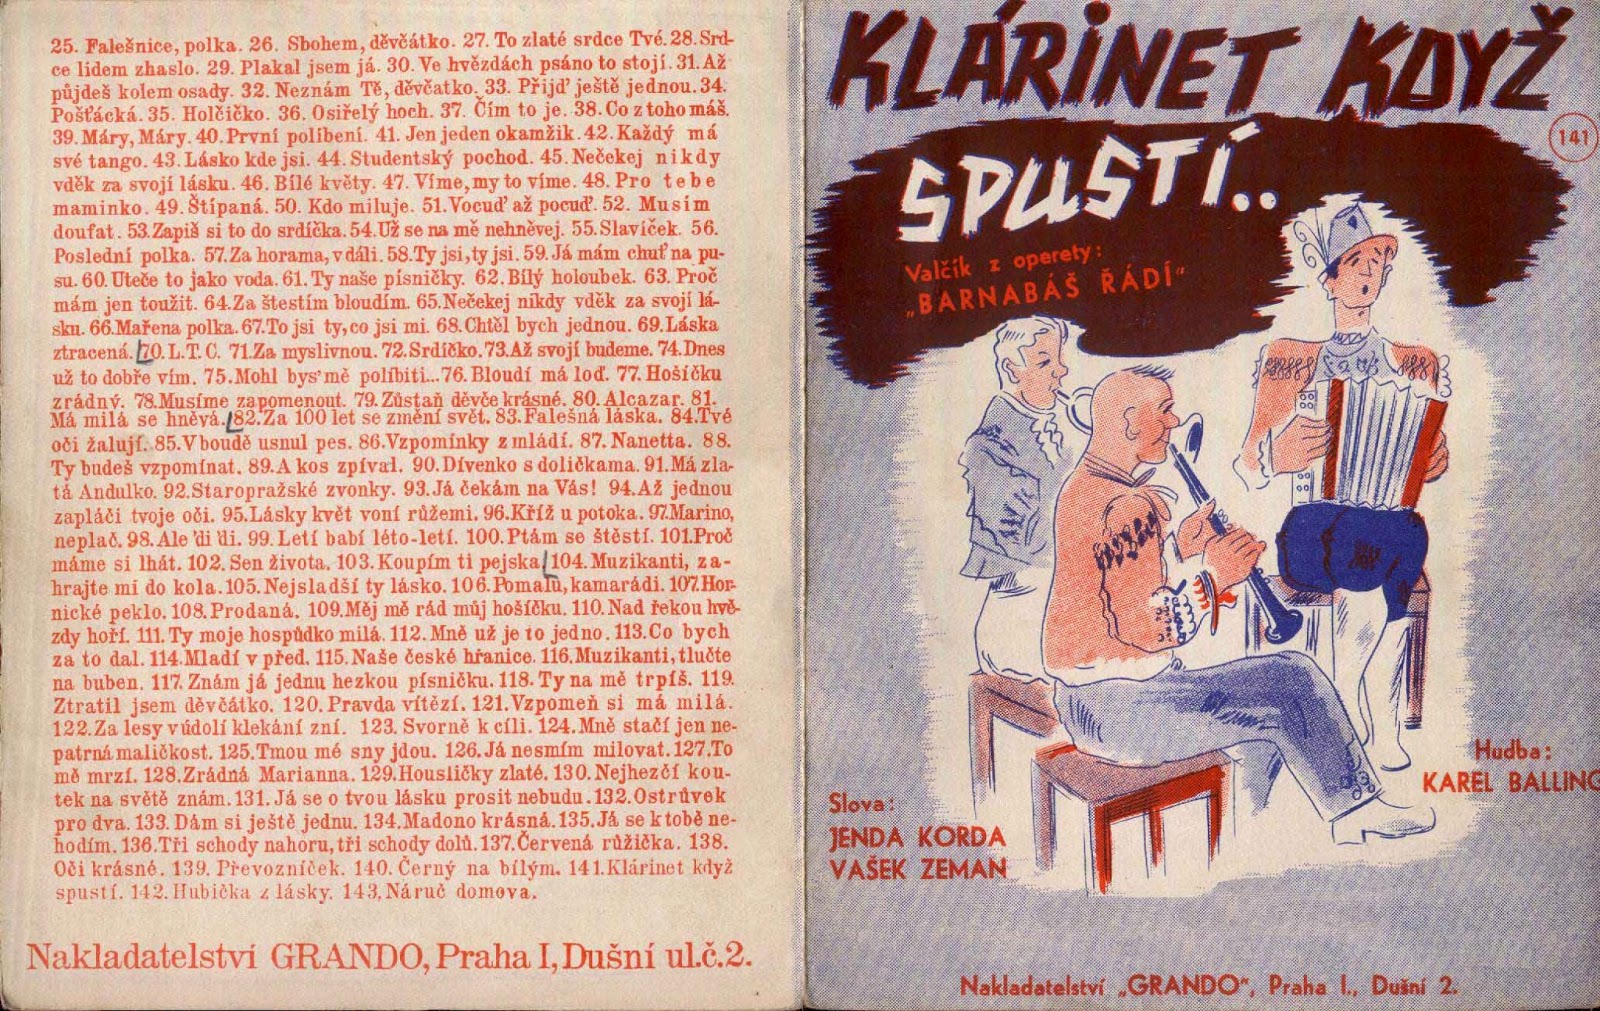 25. Falešnice, polka. 26. Sbohem, děvčátko. 27. To zlaté srdce Tvé. 28. Srd-
ce lidem zhaslo. 29. Plakal jsem já. 30. Ve hvězdách psáno to stojí. 31. Až
půjdeš kolem osady. 32. Neznám Tě, děvčatko. 33. Přijď ještě jednou. 34.
Pošťácká. 35. Holčičko. 36. Osiřelý hoch. 37. Čím to je. 38. Co z toho máš.
39. Máry, Máry. 40. První políbení. 41. Jen jeden okamžik. 42. Každý má
své tango. 43. Lásko kde jsi. 44. Studentský pochod. 45. Nečekej nikdy
vděk za svojí lásku. 46. Bílé květy. 47. Víme, my to víme. 48. Pro tebe
maminko. 49. Štípaná. 50. Kdo miluje. 51. Vocuď až pocuď. 52. Musím
doufat. 53. Zapiš si to do srdíčka. 54. Už se na mě nehněvej. 55. Slavíček. 56.
Poslední polka. 57. Za horama, v dáli. 58. Ty jsi, ty jsi. 59. Já mám chuť na pu-
su. 60. Uteče to jako voda. 61. Ty naše písničky. 62. Bílý holoubek. 63. Proč
mám jen toužit. 64. Za štestím bloudím. 65. Nečekej nikdy vděk za svojí lá-
sku. 66. Mařena polka. 67. To jsi ty, co jsi mi. 68. Chtěl bych jednou. 69. Láska
ztracená. 70. L.T.C. 71. Za myslivnou. 72. Srdíčko. 73. Až svojí budeme. 74. Dnes
už to dobře vím. 75. Mohl bys' mě políbiti... 76. Bloudí má loď. 77. Hošíčku
zrádný. 78. Musíme zapomenout. 79. Zůstaň děvče krásné. 80. Alcazar. 81.
Má milá se hněvá. 82. Za 100 let se změní svět. 83. Falešná láska. 84. Tvé
oči žalují. 85. V boudě usnul pes. 86. Vzpomínky z mládí. 87. Nanetta. 88.
Ty budeš vzpomínat. 89. A kos zpíval. 90. Dívenko s doličkama. 91. Má zla-
tá Andulko. 92. Staropražské zvonky. 93. Já čekám na Vás! 94. Až jednou
zapláči tvoje oči. 95. Lásky květ voní růžemi. 96. Kříž u potoka. 97. Marino,
neplač. 98. Ale 'di 'di. 99. Letí babí léto-letí. 100. Ptám se štěstí. 101. Proč
máme si lhát. 102. Sen života. 103. Koupím ti pejska. 104. Muzikanti, za-
hrajte mi do kola. 105. Nejsladší ty lásko. 106. Pomalu, kamarádi. 107. Hor-
nické peklo. 108. Prodaná. 109. Měj mě rád můj hošíčku. 110. Nad řekou hvě-
zdy hoří. 111. Ty moje hospůdko milá. 112. Mně už je to jedno. 113. Co bych
za to dal. 114. Mladí v před. 115. Naše české hřanice. 116. Muzikanti, tlučte
na buben. 117. Znám já jednu hezkou písničku. 118. Ty na mě trpíš. 119.
Ztratil jsem děvčátko. 120. Pravda vítězí. 121. Vzpomeň si má milá.
122. Za lesy v údolí klekání zní. 123. Svorně k cíli. 124. Mně stačí jen ne-
patrná maličkost. 125. Tmou mé sny jdou. 126. Já nesmím milovat. 127. To
mě mrzí. 128. Zrádná Marianna. 129. Housličky zlaté. 130. Nejhezčí kou-
tek na světě znám. 131. Já se o tvou lásku prosit nebudu. 132. Ostrůvek
pro dva. 133. Dám si ještě jednu. 134. Madono krásná. 135. Já se k tobě ne-
hodím. 136. Tři schody nahoru, tři schody dolů. 137. Červená růžička. 138.
Oči krásné. 139. Převozníček. 140. Černý na bílým. 141. Klárinet když
spustí. 142. Hubička z lásky. 143. Náruč domova.
Nakladatelství GRANDO, Praha I, Dušní ul.č.2.
KLÁRINET KDYŽ
SPUSTÍ..
141
Valčík z operety:
„BARNABÁŠ ŘÁDÍ"
Hudba:
KAREL BALLING
Slova:
JENDA KORDA
VAŠEK ZEMAN
Nakladatelství „GRANDO", Praha I., Dušní 2.